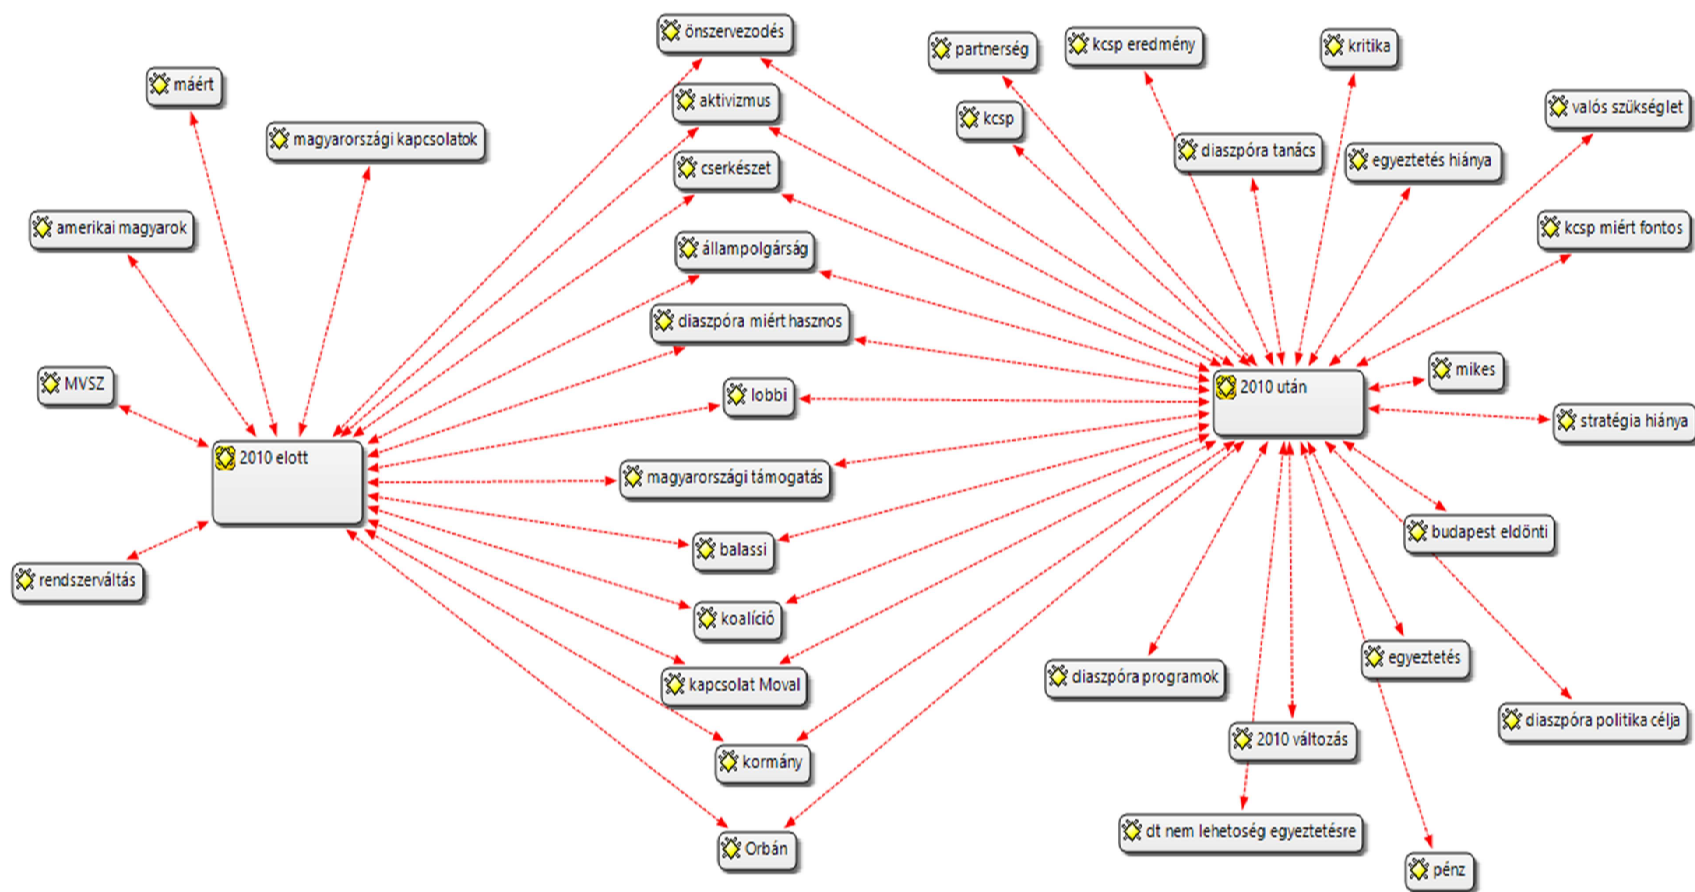 önszervezodés
partnerség
kcsp eredmény
kritika
máért
aktivizmus
kcsp
valós szükséglet
magyarországi kapcsolatok
diaszpóra tanács
egyeztetés hiánya
cserkészet
amerikai magyarok
állampolgárság
kcsp miért fontos
diaszpóra miért hasznos
MVSZ
lobbi
2010 után
mikes
stratégia hiánya
2010 elott
magyarországi támogatás
budapest eldönti
balassi
rendszerváltás
koalíció
egyeztetés
kapcsolat Moval
diaszpóra programok
diaszpóra politika célja
2010 változás
kormány
dt nem lehetoség egyeztetésre
Orbán
pénz